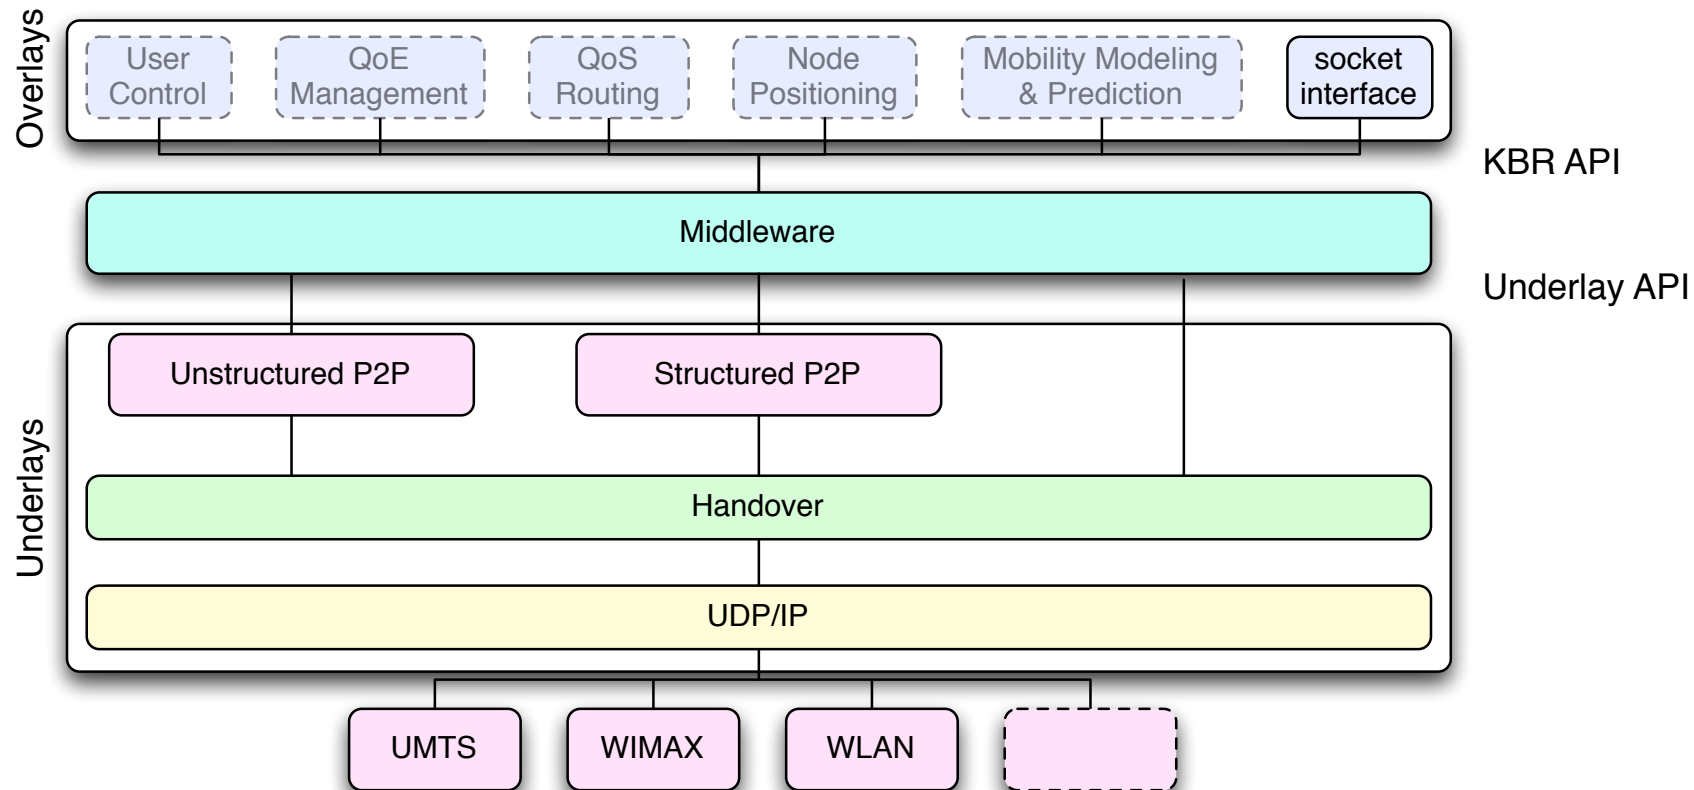 Overlays
User
Control
QoE
Management
QoS
Routing
Node
Positioning
Mobility Modeling
& Prediction
socket
interface
KBR API
Middleware
Underlay API
Underlays
Unstructured P2P
Structured P2P
Handover
UDP/IP
UMTS
WIMAX
WLAN